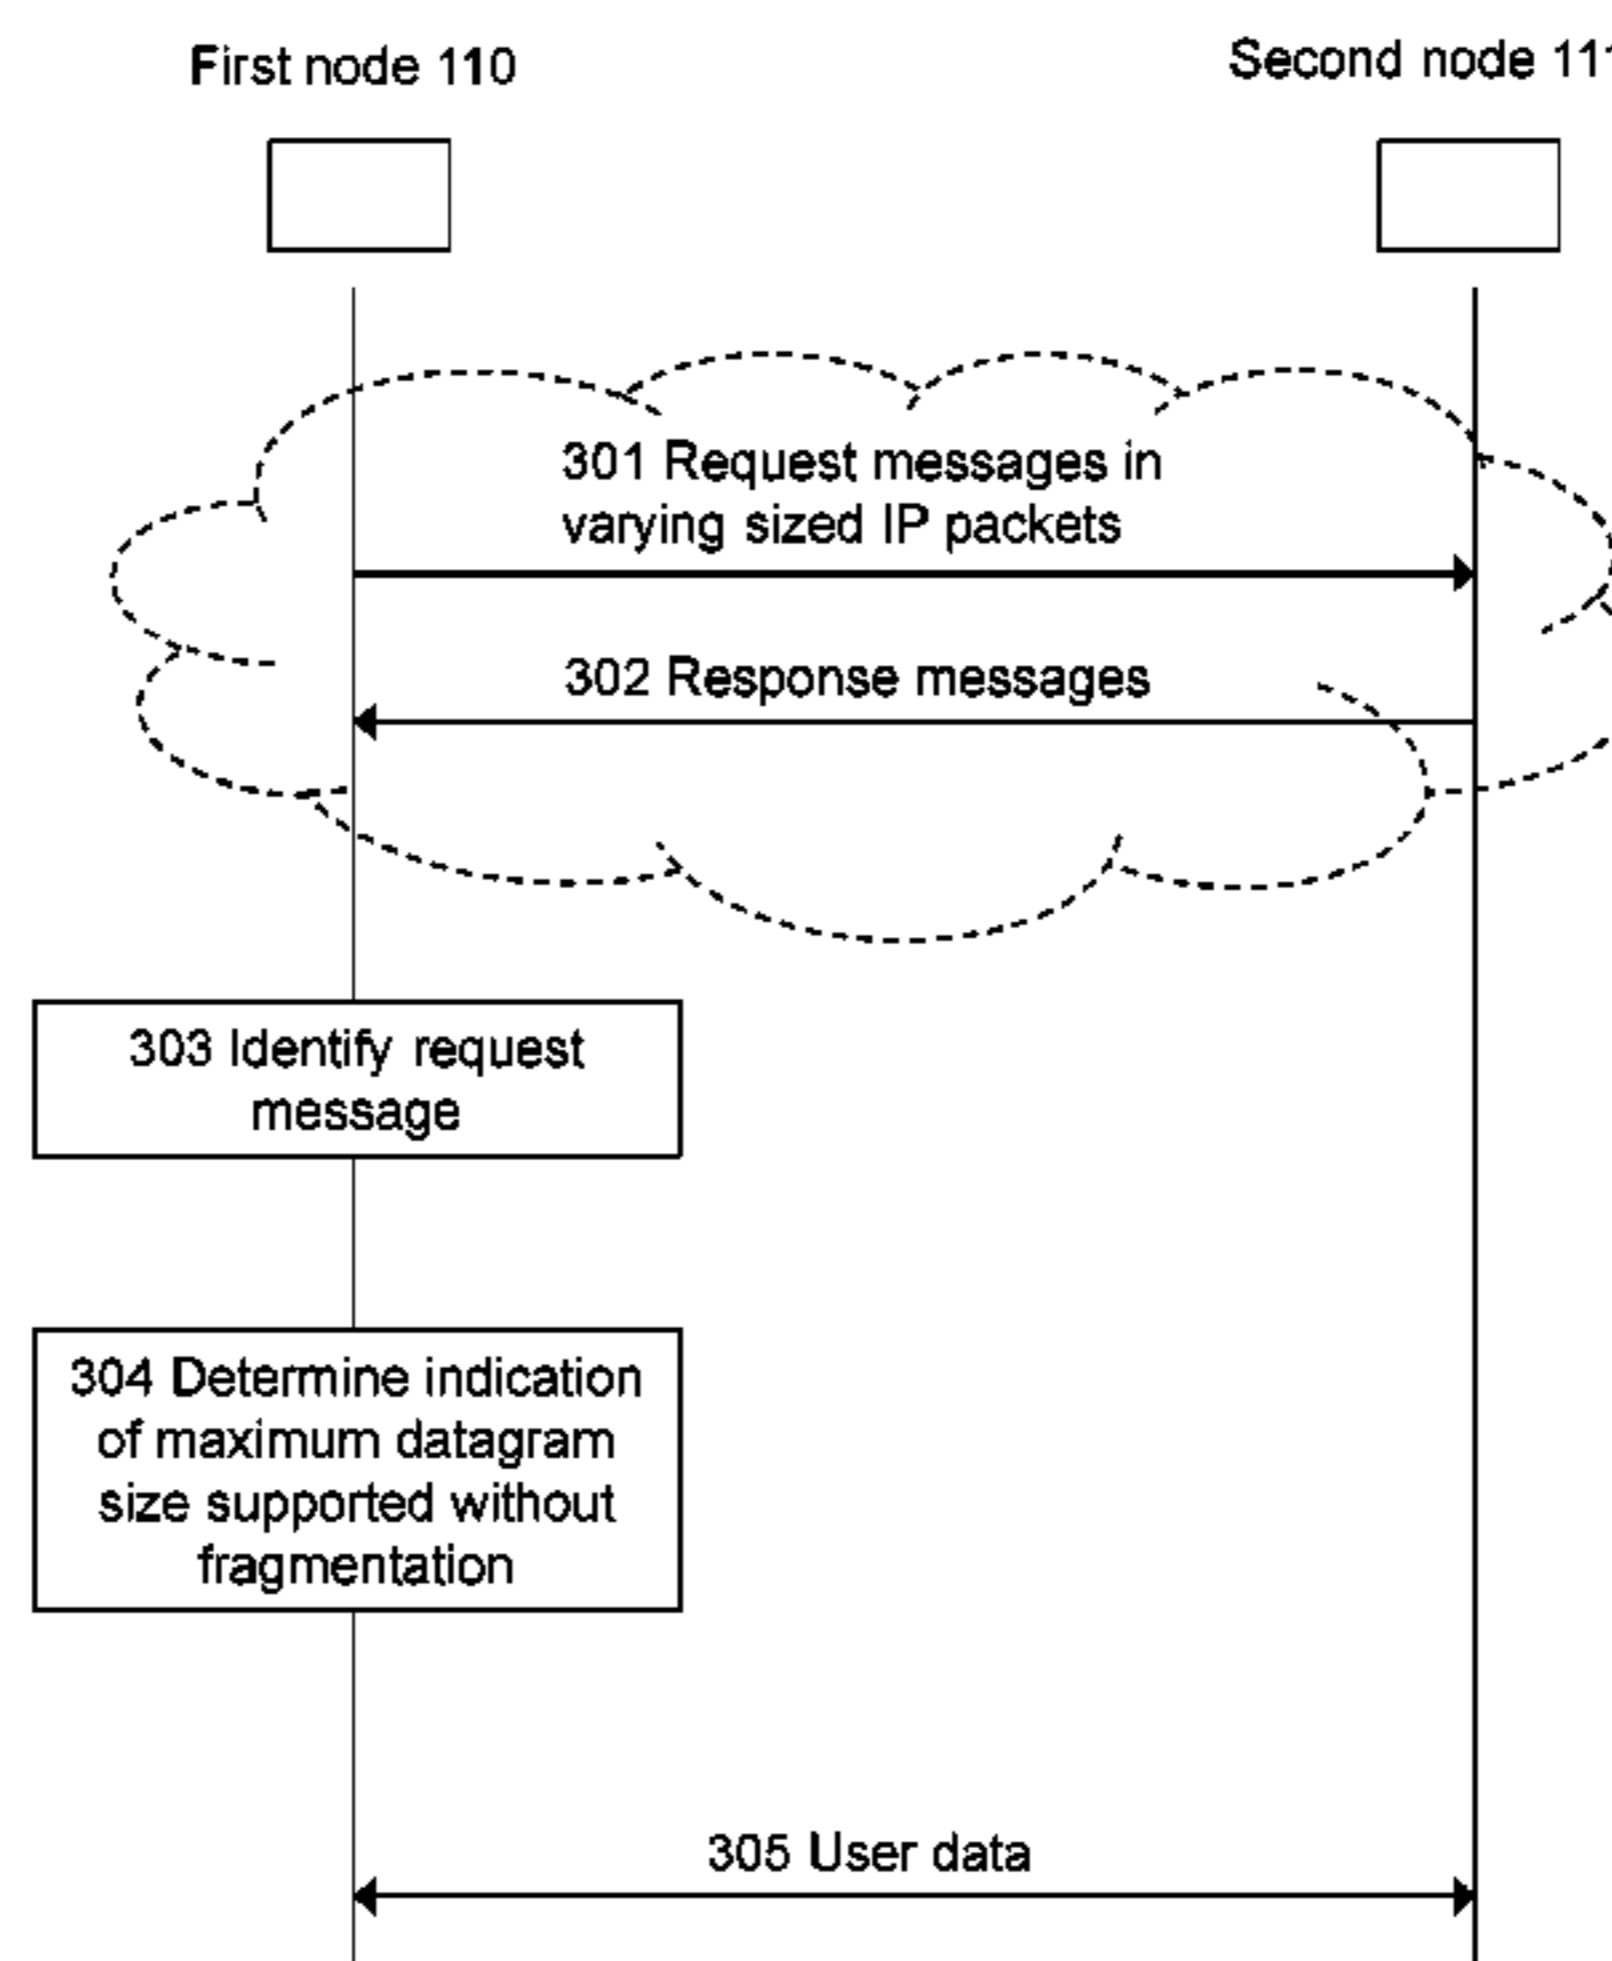 First node 110
Second node 111
301 Request messages in
varying sized IP packets
302 Response messages
303 Identify request
message
304 Determine indication
of maximum datagram
size supported without
fragmentation
305 User data